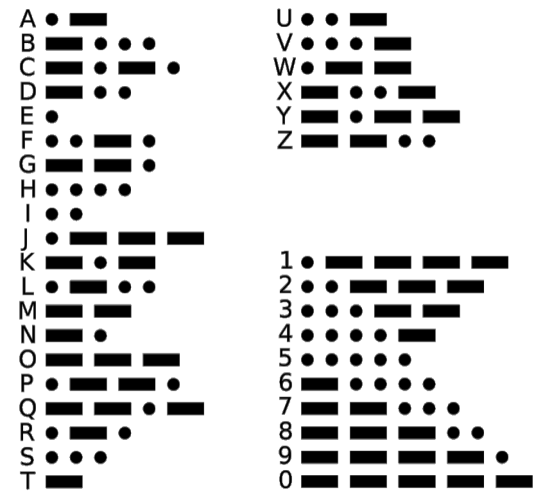 A ● ▬
B ▬ ● ● ●
C ▬ ● ▬ ●
D ▬ ● ●
E ●
F ● ● ▬ ●
G ▬ ▬ ●
H ● ● ● ●
I ● ●
J ● ▬ ▬ ▬
K ▬ ● ▬
L ● ▬ ● ●
M ▬ ▬
N ▬ ●
O ▬ ▬ ▬
P ● ▬ ▬ ●
Q ▬ ▬ ● ▬
R ● ▬ ●
S ● ● ●
T ▬
U ● ● ▬
V ● ● ● ▬
W ● ▬ ▬
X ▬ ● ● ▬
Y ▬ ● ▬ ▬
Z ▬ ▬ ● ●
1 ● ▬ ▬ ▬ ▬
2 ● ● ▬ ▬ ▬
3 ● ● ● ▬ ▬
4 ● ● ● ● ▬
5 ● ● ● ● ●
6 ▬ ● ● ● ●
7 ▬ ▬ ● ● ●
8 ▬ ▬ ▬ ● ●
9 ▬ ▬ ▬ ▬ ●
0 ▬ ▬ ▬ ▬ ▬